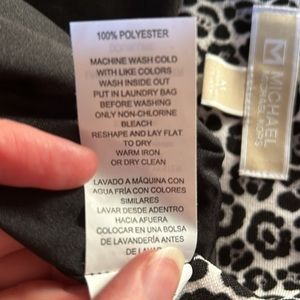 100% POLYESTER
MACHINE WASH COLD
WITH LIKE COLORS
WASH INSIDE OUT
PUT IN LAUNDRY BAG
BEFORE WASHING
ONLY NON-CHLORINE
BLEACH
RESHAPE AND LAY FLAT
TO DRY
WARM IRON
OR DRY CLEAN
LAVADO A MÁQUINA CON
AGUA FRÍA CON COLORES
SIMILARES
LAVAR DESDE ADENTRO
HACIA AFUERA
COLOCAR EN UNA BOLSA
DE LAVANDERÍA ANTES
DE LAVAR
M
MICHAEL
MICHAEL KORS